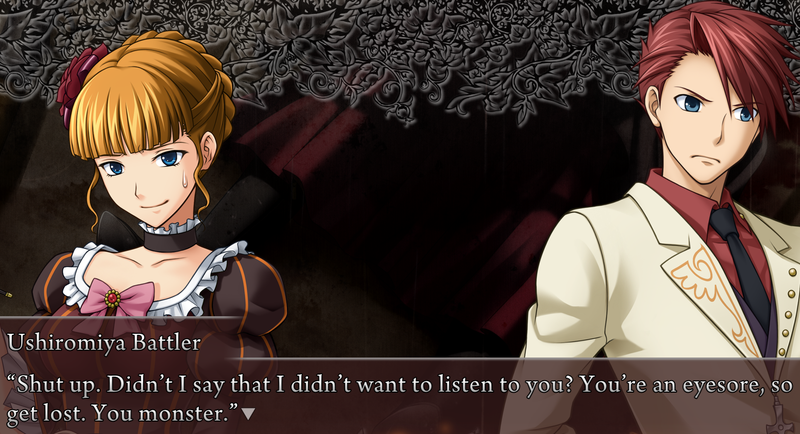 Ushiromiya Battler
“Shut up. Didn’t I say that I didn’t want to listen to you? You’re an eyesore, so
get lost. You monster.”▼